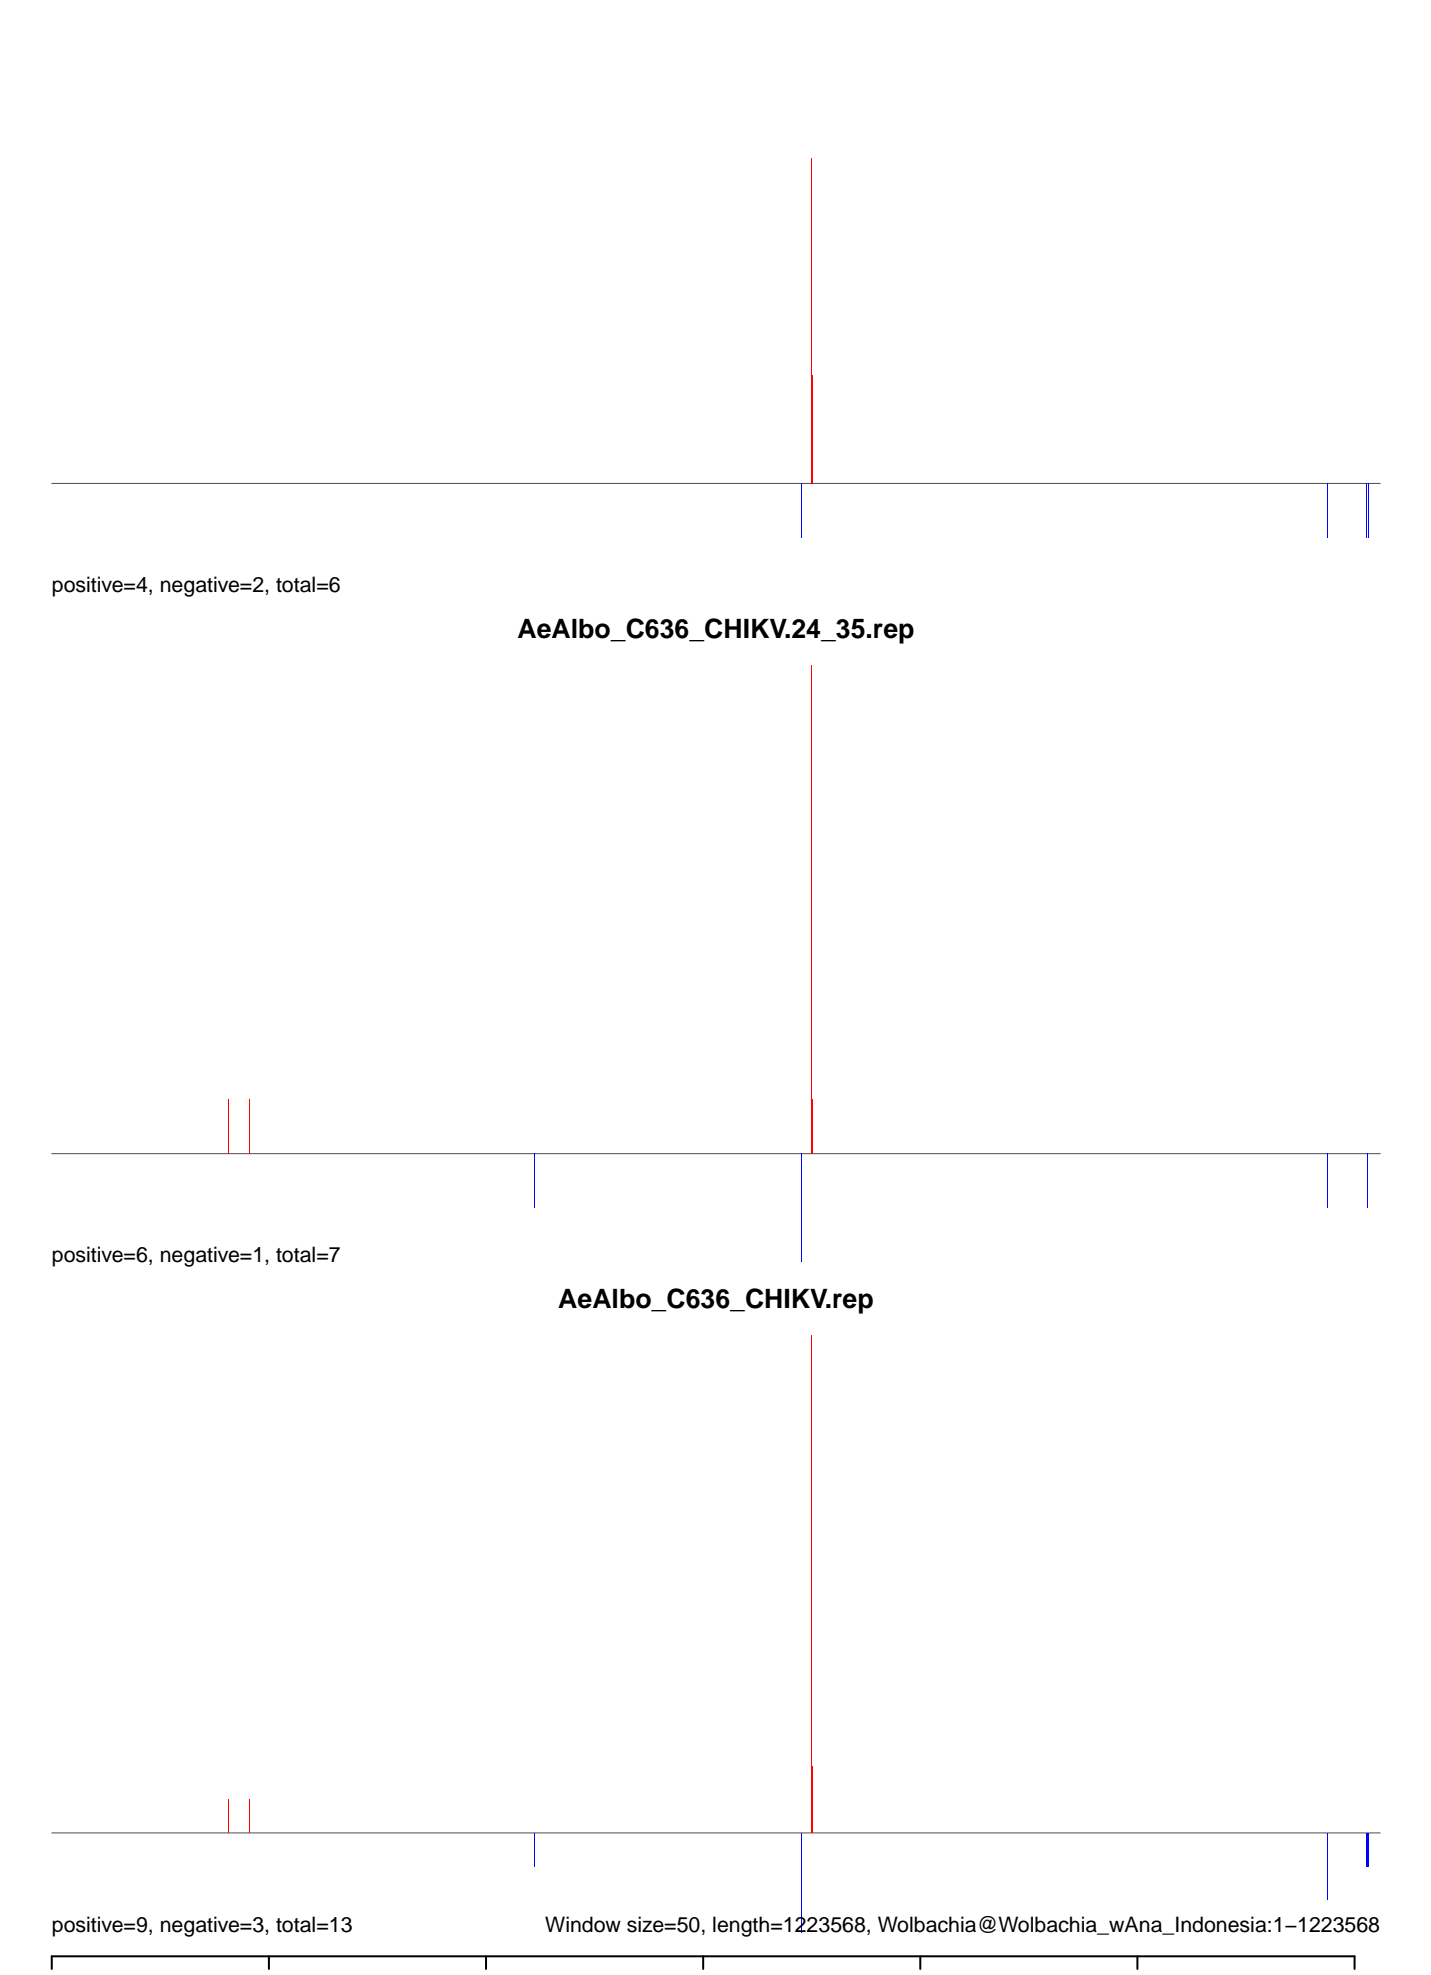 positive=4, negative=2, total=6
AeAlbo_C636_CHIKV.24_35.rep
positive=6, negative=1, total=7
AeAlbo_C636_CHIKV.rep
positive=9, negative=3, total=13
Window size=50, length=1223568, Wolbachia@Wolbachia_wAna_Indonesia:1−1223568